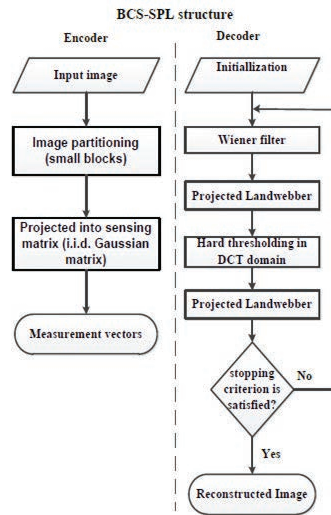 BCS-SPL structure
Encoder
Input image
Image partitioning
(small blocks)
Projected into sensing
matrix (i.i.d. Gaussian
matrix)
Measurement vectors
Decoder
Initiallization
Wiener filter
Projected Landwebber
Hard thresholding in
DCT domain
Projected Landwebber
stopping
criterion is
satisfied?
No
Yes
Reconstructed Image